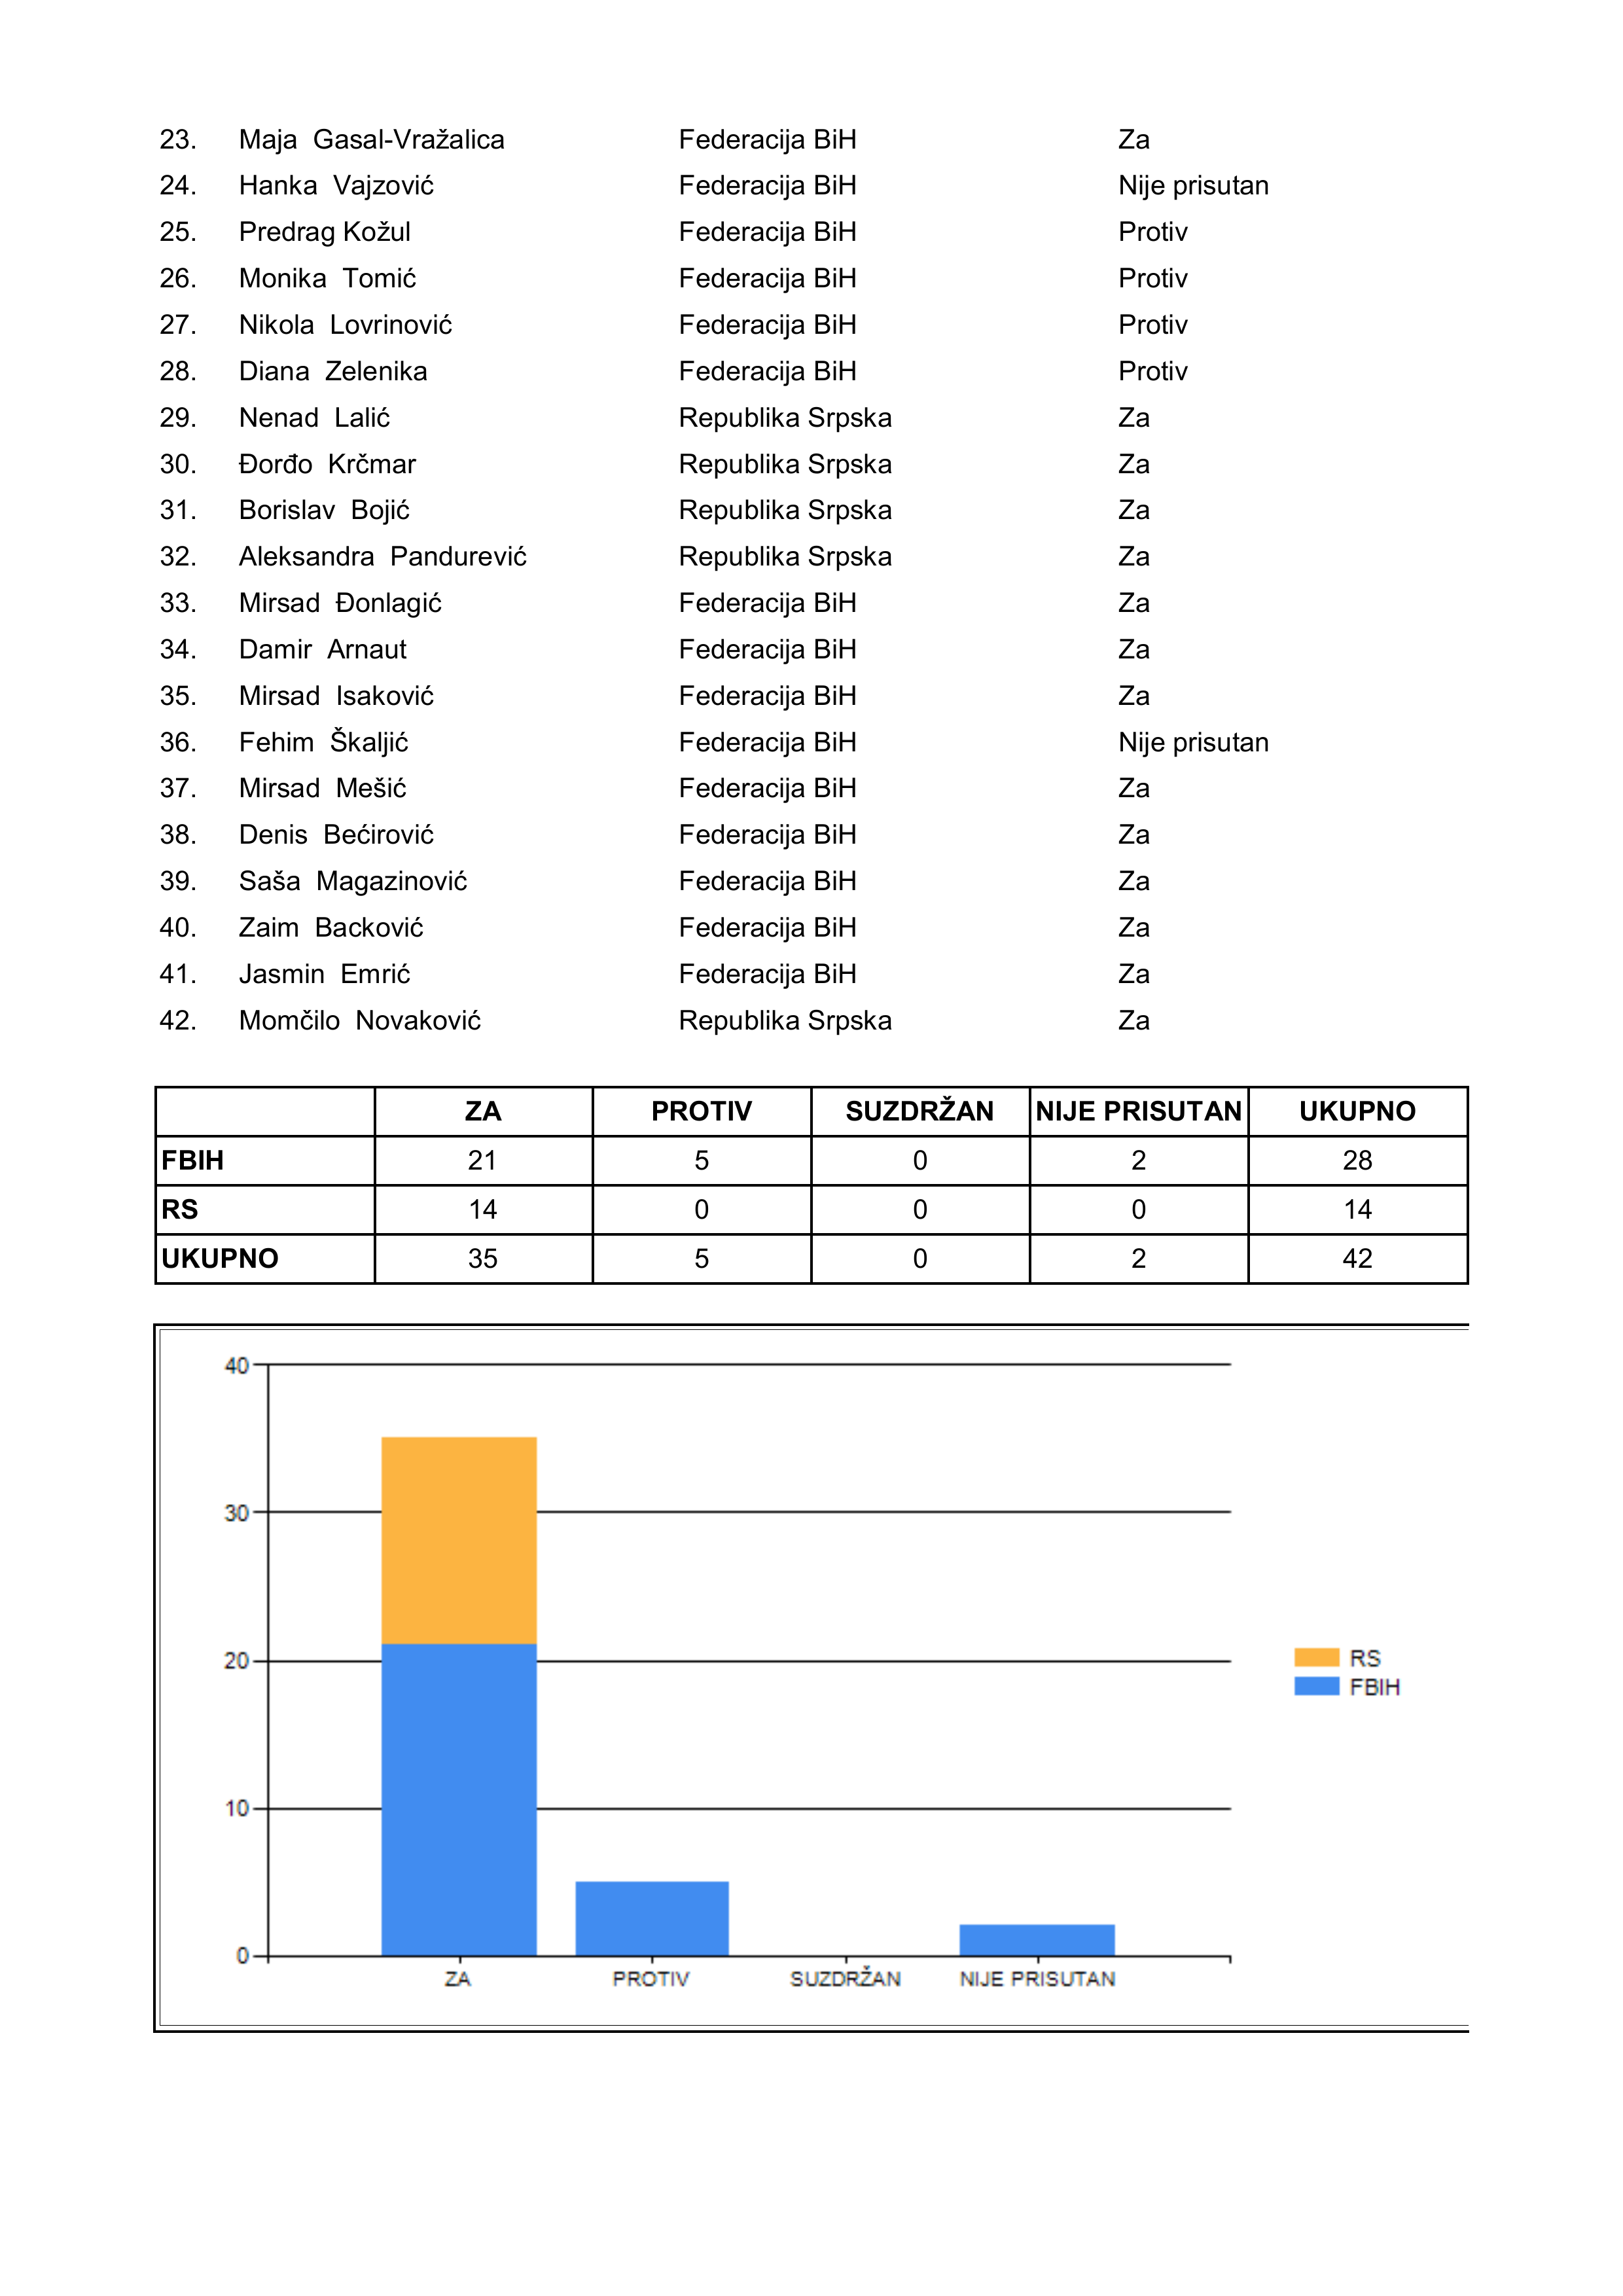 23. Maja Gasal-Vražalica Federacija BiH Za
24. Hanka Vajzović Federacija BiH Nije prisutan
25. Predrag Kožul Federacija BiH Protiv
26. Monika Tomić Federacija BiH Protiv
27. Nikola Lovrinović Federacija BiH Protiv
28. Diana Zelenika Federacija BiH Protiv
29. Nenad Lalić Republika Srpska Za
30. Đorđo Krčmar Republika Srpska Za
31. Borislav Bojić Republika Srpska Za
32. Aleksandra Pandurević Republika Srpska Za
33. Mirsad Đonlagić Federacija BiH Za
34. Damir Arnaut Federacija BiH Za
35. Mirsad Isaković Federacija BiH Za
36. Fehim Škaljić Federacija BiH Nije prisutan
37. Mirsad Mešić Federacija BiH Za
38. Denis Bećirović Federacija BiH Za
39. Saša Magazinović Federacija BiH Za
40. Zaim Backović Federacija BiH Za
41. Jasmin Emrić Federacija BiH Za
42. Momčilo Novaković Republika Srpska Za
ZA PROTIV SUZDRŽAN NIJE PRISUTAN UKUPNO
FBIH 21 5 0 2 28
RS 14 0 0 0 14
UKUPNO 35 5 0 2 42
40
30
20
10
0
ZA PROTIV SUZDRŽAN NIJE PRISUTAN
RS
FBIH